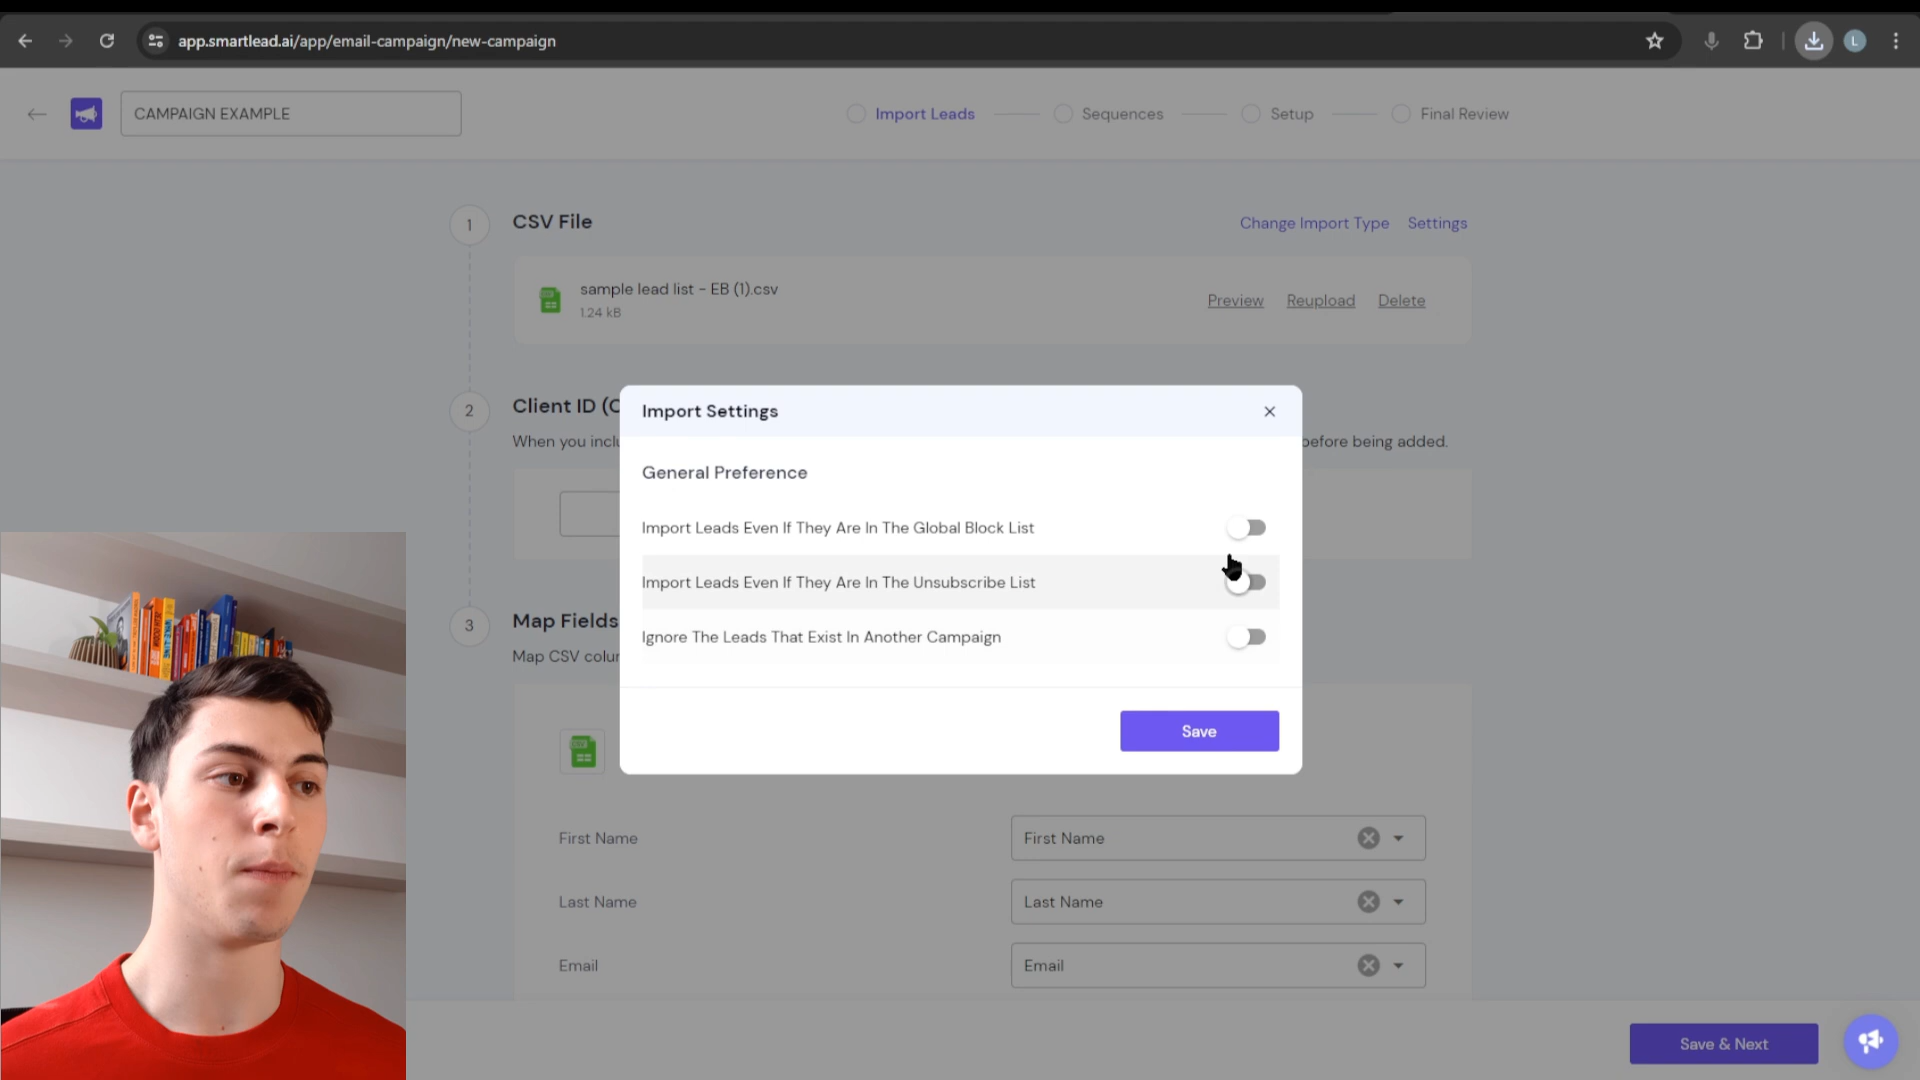 app.smartlead.ai/app/email-campaign/new-campaign
L
CAMPAIGN EXAMPLE
Import Leads
Sequences
Setup
Final Review
1
CSV File
Change Import Type
Settings
sample lead list - EB (1).csv
1.24 kB
Preview
Reupload
Delete
2
Client ID (O
When you inclu
before being added.
Import Settings
General Preference
Import Leads Even If They Are In The Global Block List
Import Leads Even If They Are In The Unsubscribe List
Ignore The Leads That Exist In Another Campaign
Save
3
Map Fields
Map CSV colu
First Name
First Name
Last Name
Last Name
Email
Email
Save & Next